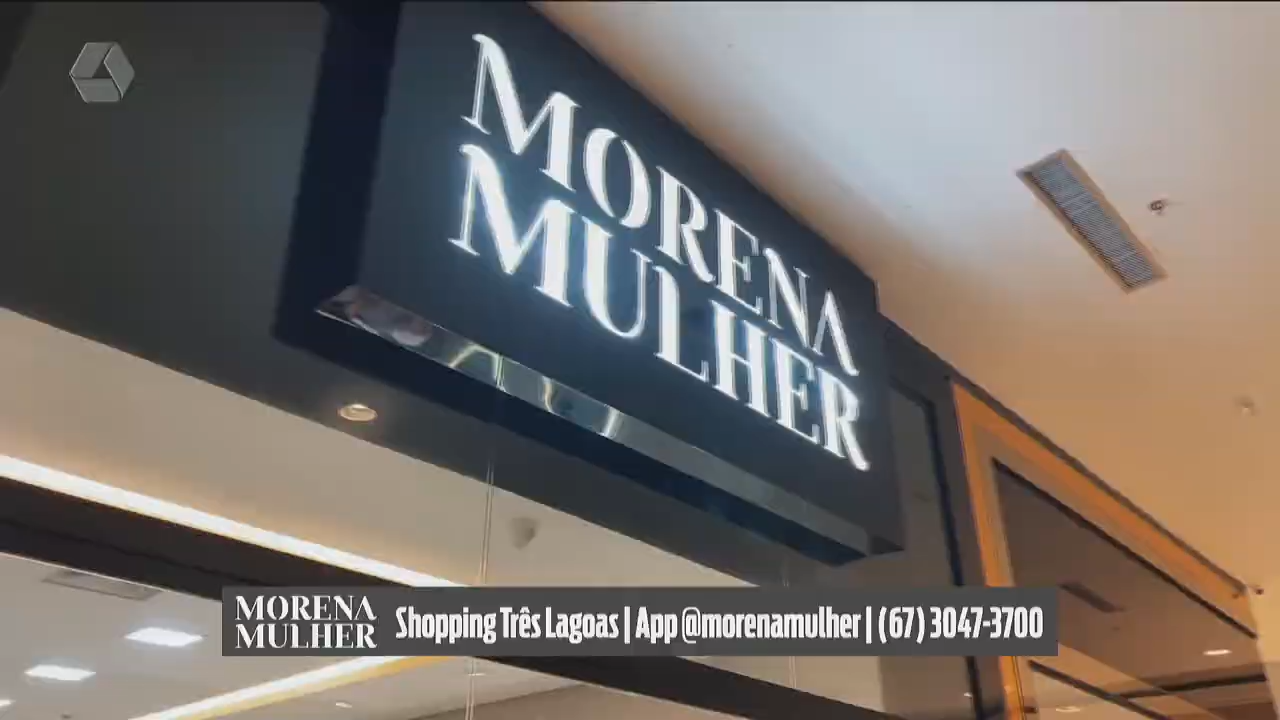 MORENA
MULHER
MORENA
MULHER
Shopping Três Lagoas | App @morenamulher | (67) 3047-3700